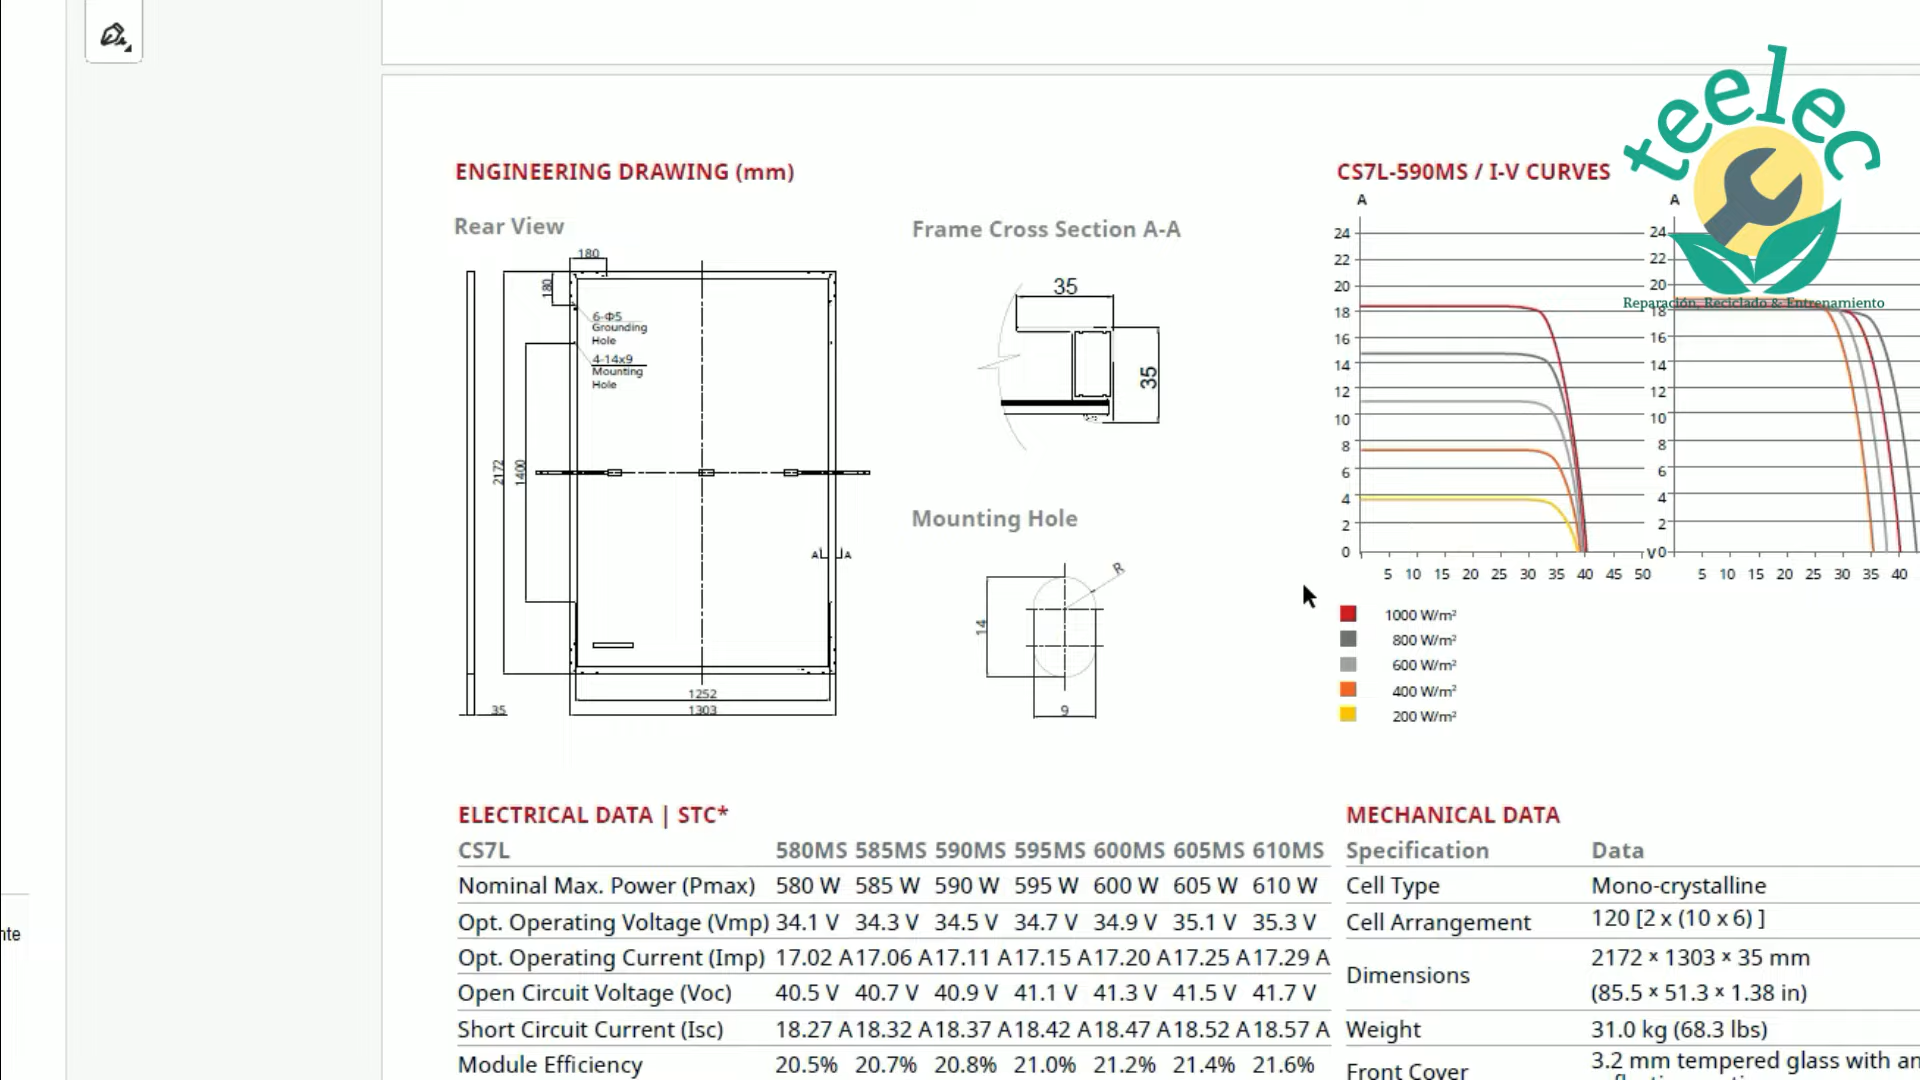 teelec
Reparación, Reciclado & Entrenamiento
ENGINEERING DRAWING (mm)
Rear View
180
180
6-Φ5
Grounding
Hole
4-14x9
Mounting
Hole
2172
1400
A A
1252
1303
35
Frame Cross Section A-A
35
35
Mounting Hole
R
14
9
CS7L-590MS / I-V CURVES
A
24
22
20
18
16
14
12
10
8
6
4
2
0
5 10 15 20 25 30 35 40 45 50
V
A
24
22
20
18
16
14
12
10
8
6
4
2
0
5 10 15 20 25 30 35 40
1000 W/m²
800 W/m²
600 W/m²
400 W/m²
200 W/m²
ELECTRICAL DATA | STC*
CS7L 580MS 585MS 590MS 595MS 600MS 605MS 610MS
Nominal Max. Power (Pmax) 580 W 585 W 590 W 595 W 600 W 605 W 610 W
Opt. Operating Voltage (Vmp) 34.1 V 34.3 V 34.5 V 34.7 V 34.9 V 35.1 V 35.3 V
Opt. Operating Current (Imp) 17.02 A 17.06 A 17.11 A 17.15 A 17.20 A 17.25 A 17.29 A
Open Circuit Voltage (Voc) 40.5 V 40.7 V 40.9 V 41.1 V 41.3 V 41.5 V 41.7 V
Short Circuit Current (Isc) 18.27 A 18.32 A 18.37 A 18.42 A 18.47 A 18.52 A 18.57 A
Module Efficiency 20.5% 20.7% 20.8% 21.0% 21.2% 21.4% 21.6%
MECHANICAL DATA
Specification Data
Cell Type Mono-crystalline
Cell Arrangement 120 [2 x (10 x 6) ]
Dimensions 2172 × 1303 × 35 mm
(85.5 × 51.3 × 1.38 in)
Weight 31.0 kg (68.3 lbs)
Front Cover 3.2 mm tempered glass with an
nte